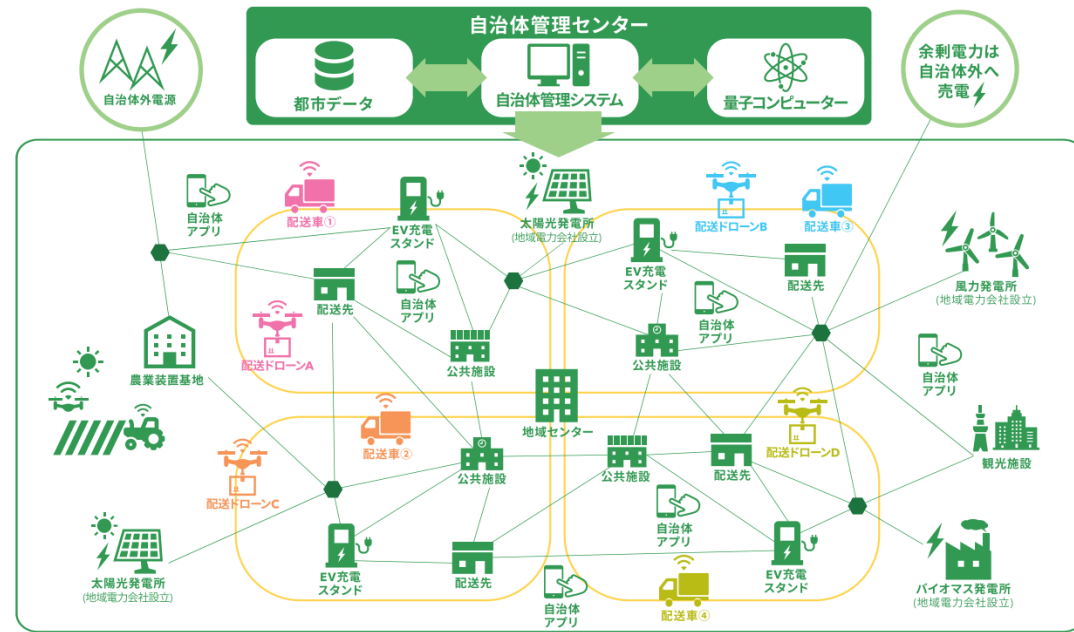 自治体管理センター
都市データ
自治体管理システム
量子コンピューター
自治体外電源
余剰電力は
自治体外へ
売電
自治体
アプリ
配送車①
EV充電
スタンド
太陽光発電所
(地域電力会社設立)
配送ドローンB
配送車③
EV充電
スタンド
配送先
風力発電所
(地域電力会社設立)
配送先
自治体
アプリ
自治体
アプリ
配送ドローンA
公共施設
公共施設
自治体
アプリ
農業装置基地
地域センター
配送車②
公共施設
公共施設
配送先
配送ドローンD
観光施設
配送ドローンC
自治体
アプリ
太陽光発電所
(地域電力会社設立)
EV充電
スタンド
配送先
自治体
アプリ
配送車④
EV充電
スタンド
バイオマス発電所
(地域電力会社設立)